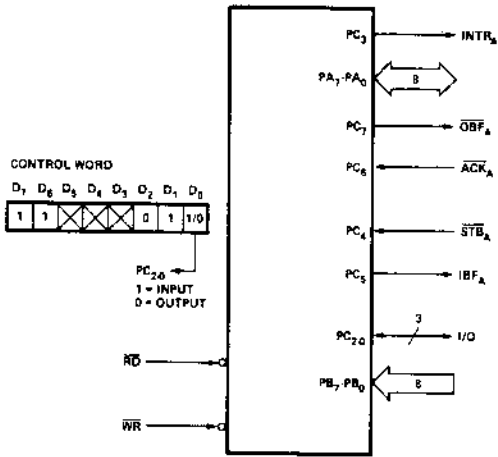 PC3 INTRA
PA7-PA0 8
PC7 OBFA
PC6 ACKA
CONTROL WORD
D7 D6 D5 D4 D3 D2 D1 D0
1 1 0 1 1/0
PC4 STBA
PC5 IBFA
PC2-0
1 = INPUT
0 = OUTPUT
3
PC2-0 I/O
RD
PB7-PB0 8
WR